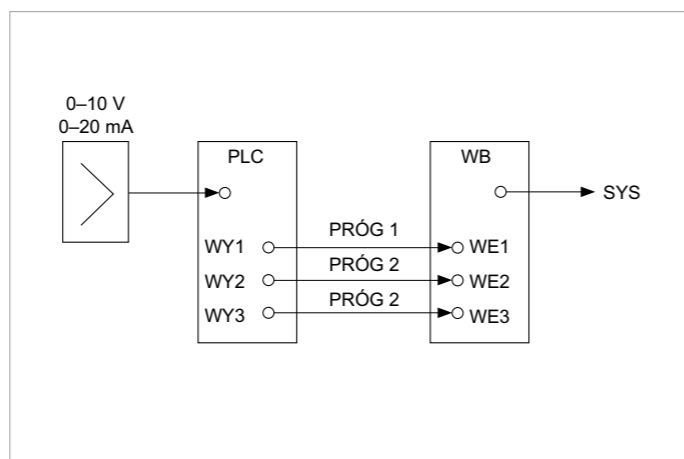 0–10 V
0–20 mA
PLC
WB
SYS
PRÓG 1
WY1
WE1
PRÓG 2
WY2
WE2
PRÓG 2
WY3
WE3